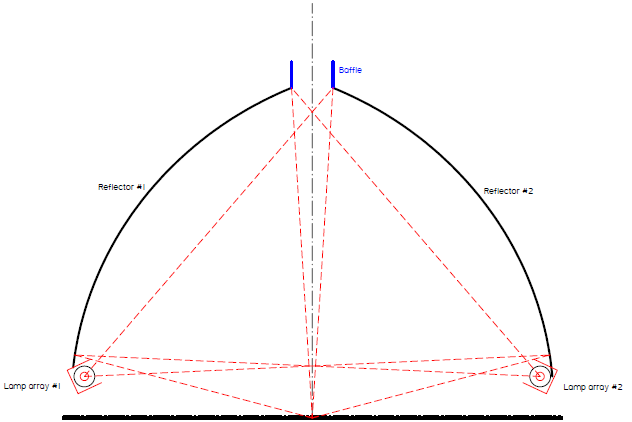 Baffle
Reflector #1
Reflector #2
Lamp array #1
Lamp array #2